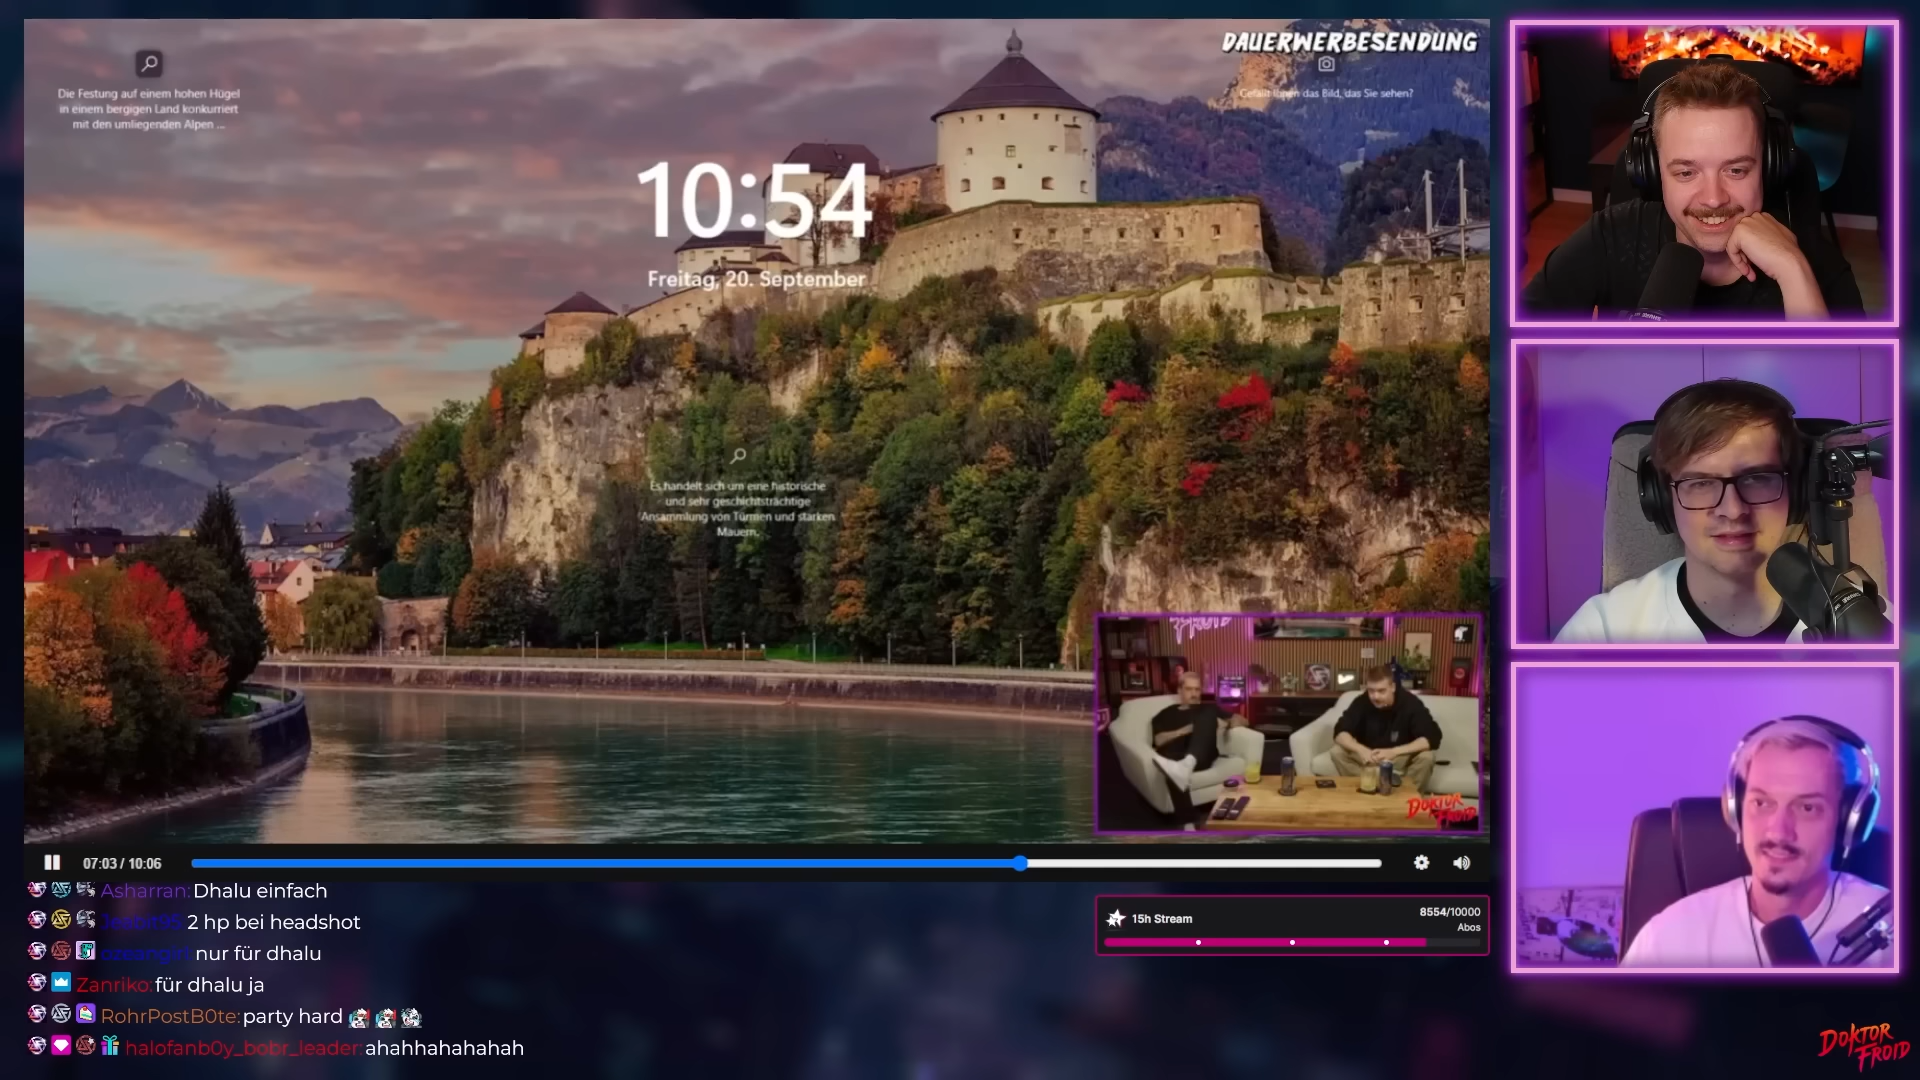 DAUERWERBESENDUNG
Die Festung auf einem hohen Hügel
in einem bergigen Land konkurriert
mit den umliegenden Alpen ...
Gefällt Ihnen das Bild, das Sie sehen?
10:54
Freitag, 20. September
Es handelt sich um eine historische
und sehr geschichtsträchtige
Ansammlung von Türmen und starken
Mauern.
FROID
DOKTOR
FROID
07:03 / 10:06
Asharran: Dhalu einfach
2 hp bei headshot
nur für dhalu
Zanriko: für dhalu ja
RohrPostB0te: party hard
halofanb0y_bobr_leader: ahahhahahahah
15h Stream
8554/10000
Abos
DOKTOR
FROID